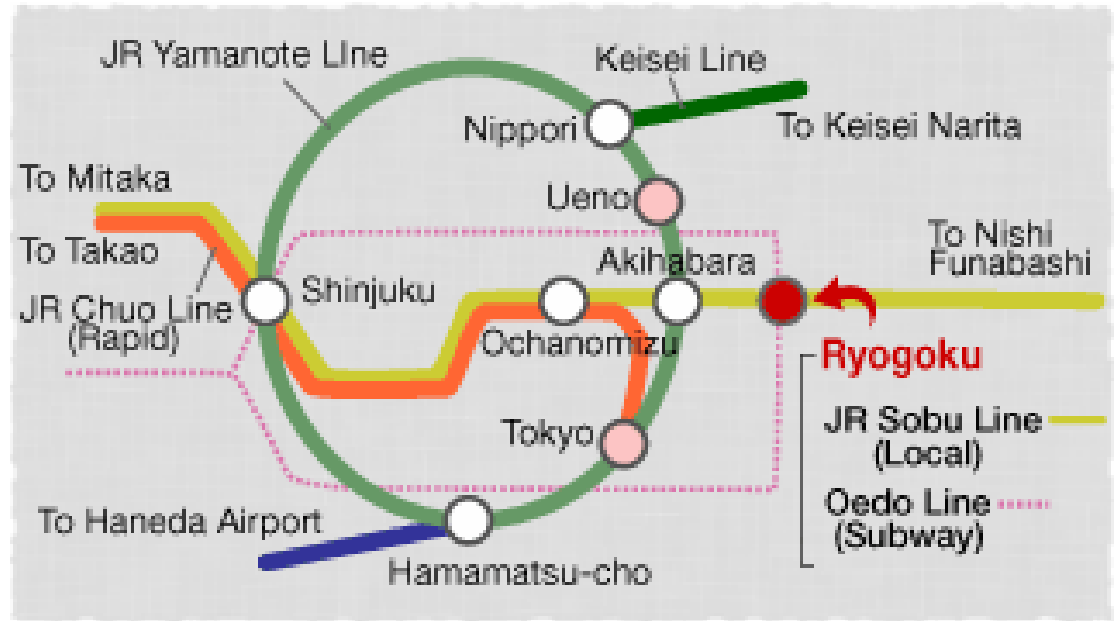 JR Yamanote LIne
Keisei Line
Nippori
To Keisei Narita
To Mitaka
Ueno
To Takao
To Nishi
Funabashi
Akihabara
Shinjuku
JR Chuo Line
(Rapid)
Ochanomizu
Ryogoku
Tokyo
JR Sobu Line
(Local)
Oedo Line
(Subway)
To Haneda Airport
Hamamatsu-cho